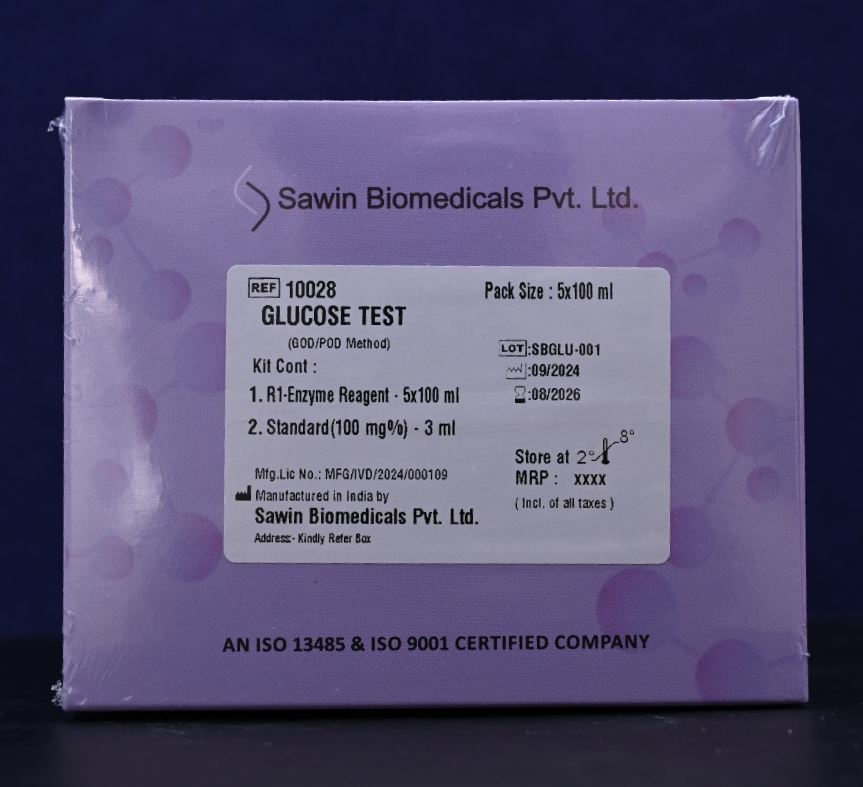 Sawin Biomedicals Pvt. Ltd.
REF 10028
Pack Size : 5x100 ml
GLUCOSE TEST
(GOD/POD Method)
Kit Cont :
LOT:SBGLU-001
:09/2024
1. R1-Enzyme Reagent - 5x100 ml
:08/2026
2. Standard(100 mg%) - 3 ml
Store at 2° 8°
Mfg.Lic No.: MFG/IVD/2024/000109
MRP : xxxx
Manufactured in India by
( Incl. of all taxes )
Sawin Biomedicals Pvt. Ltd.
Address:- Kindly Refer Box
AN ISO 13485 & ISO 9001 CERTIFIED COMPANY